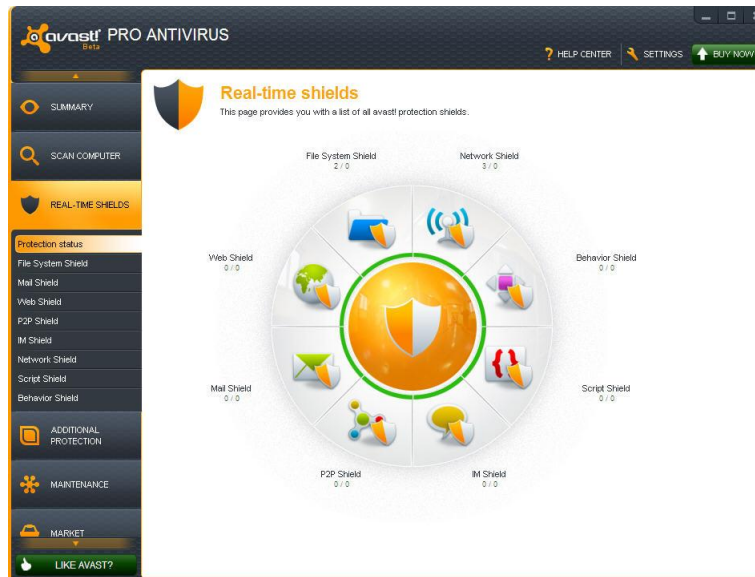 avast! PRO ANTIVIRUS
Beta
HELP CENTER
SETTINGS
BUY NOW
SUMMARY
SCAN COMPUTER
REAL-TIME SHIELDS
Protection status
File System Shield
Mail Shield
Web Shield
P2P Shield
IM Shield
Network Shield
Script Shield
Behavior Shield
ADDITIONAL
PROTECTION
MAINTENANCE
MARKET
LIKE AVAST?
Real-time shields
This page provides you with a list of all avast! protection shields.
File System Shield
2 / 0
Network Shield
3 / 0
Web Shield
0 / 0
Behavior Shield
0 / 0
Mail Shield
0 / 0
Script Shield
0 / 0
P2P Shield
0 / 0
IM Shield
0 / 0